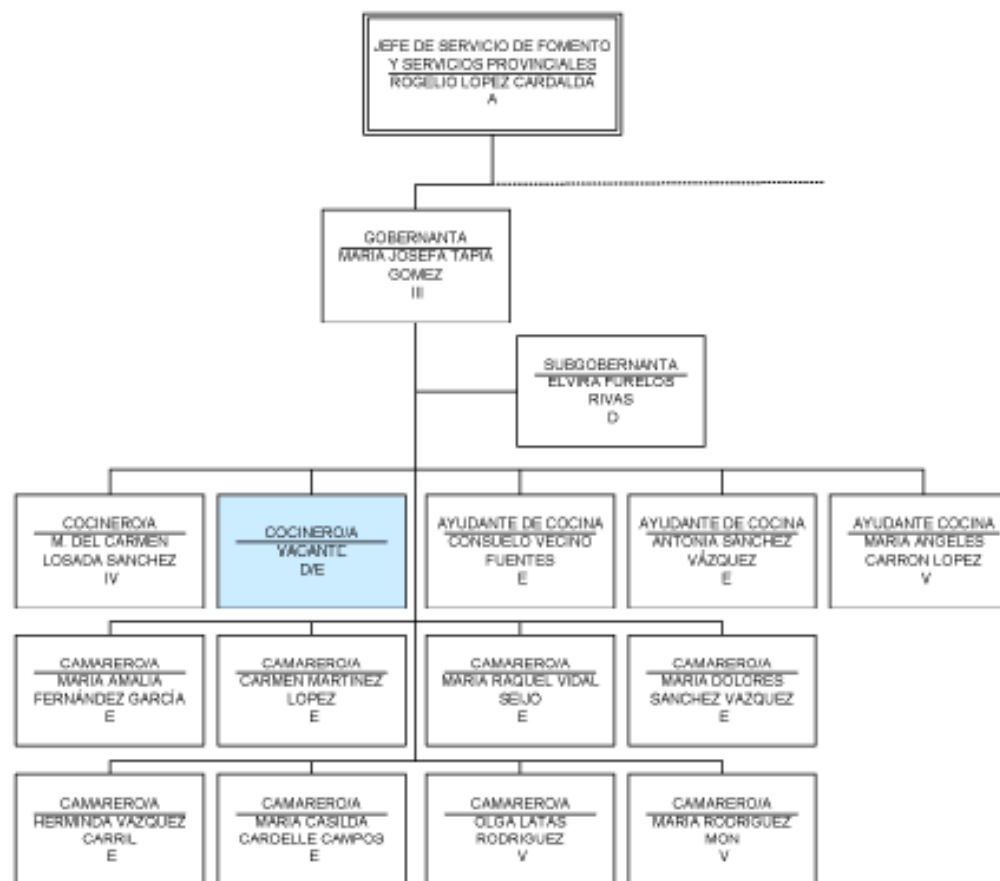 JEFE DE SERVICIO DE FOMENTO
Y SERVICIOS PROVINCIALES
ROGELIO LOPEZ CARDALDA
A
GOBERNANTA
MARIA JOSEFA TAPIA
GOMEZ
III
SUBGOBERNANTA
ELVIRA FURELOS
RIVAS
D
COCINERO/A
M. DEL CARMEN
LOSADA SANCHEZ
IV
COCINERO/A
VACANTE
D/E
AYUDANTE DE COCINA
CONSUELO VECINO
FUENTES
E
AYUDANTE DE COCINA
ANTONIA SÁNCHEZ
VÁZQUEZ
E
AYUDANTE COCINA
MARIA ANGELES
CARRON LOPEZ
V
CAMARERO/A
MARIA AMALIA
FERNÁNDEZ GARCÍA
E
CAMARERO/A
CARMEN MARTINEZ
LOPEZ
E
CAMARERO/A
MARIA RAQUEL VIDAL
SEIJO
E
CAMARERO/A
MARIA DOLORES
SANCHEZ VAZQUEZ
E
CAMARERO/A
HERMINDA VAZQUEZ
CARRIL
E
CAMARERO/A
MARIA CASILDA
CARDELLE CAMPOS
E
CAMARERO/A
OLGA LATAS
RODRIGUEZ
V
CAMARERO/A
MARIA RODRIGUEZ
MON
V